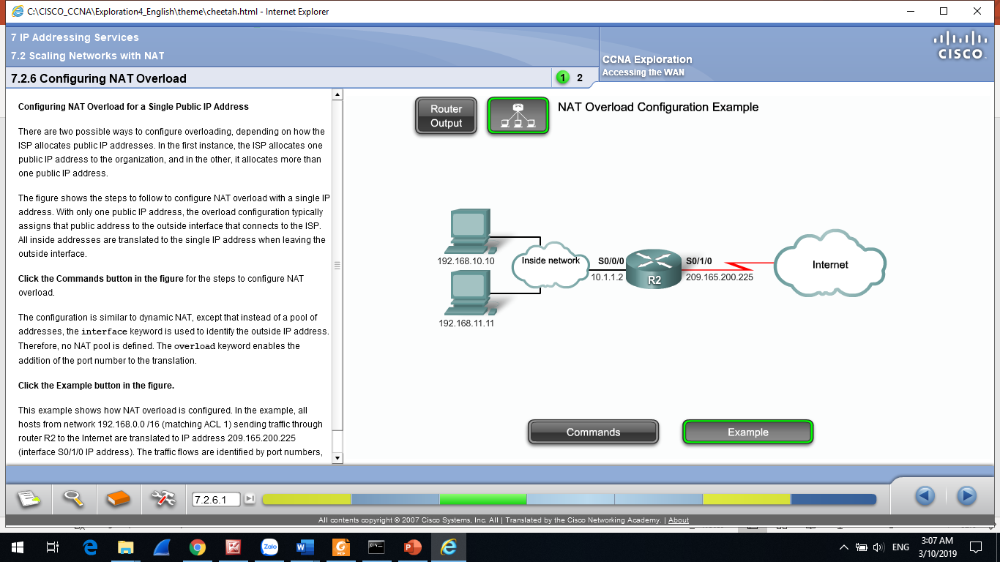 C:\CISCO_CCNA\Exploration4_English\theme\cheetah.html - Internet Explorer
7 IP Addressing Services
7.2 Scaling Networks with NAT
CCNA Exploration
Accessing the WAN
CISCO
7.2.6 Configuring NAT Overload
1 2
Configuring NAT Overload for a Single Public IP Address
There are two possible ways to configure overloading, depending on how the
ISP allocates public IP addresses. In the first instance, the ISP allocates one
public IP address to the organization, and in the other, it allocates more than
one public IP address.
The figure shows the steps to follow to configure NAT overload with a single IP
address. With only one public IP address, the overload configuration typically
assigns that public address to the outside interface that connects to the ISP.
All inside addresses are translated to the single IP address when leaving the
outside interface.
Click the Commands button in the figure for the steps to configure NAT
overload.
The configuration is similar to dynamic NAT, except that instead of a pool of
addresses, the interface keyword is used to identify the outside IP address.
Therefore, no NAT pool is defined. The overload keyword enables the
addition of the port number to the translation.
Click the Example button in the figure.
This example shows how NAT overload is configured. In the example, all
hosts from network 192.168.0.0 /16 (matching ACL 1) sending traffic through
router R2 to the Internet are translated to IP address 209.165.200.225
(interface S0/1/0 IP address). The traffic flows are identified by port numbers,
Router
Output
NAT Overload Configuration Example
192.168.10.10
192.168.11.11
Inside network
S0/0/0
10.1.1.2
R2
S0/1/0
209.165.200.225
Internet
Commands
Example
7.2.6.1
All contents copyright © 2007 Cisco Systems, Inc. All | Translated by the Cisco Networking Academy. | About
Zalo
PDF
ENG
3:07 AM
3/10/2019